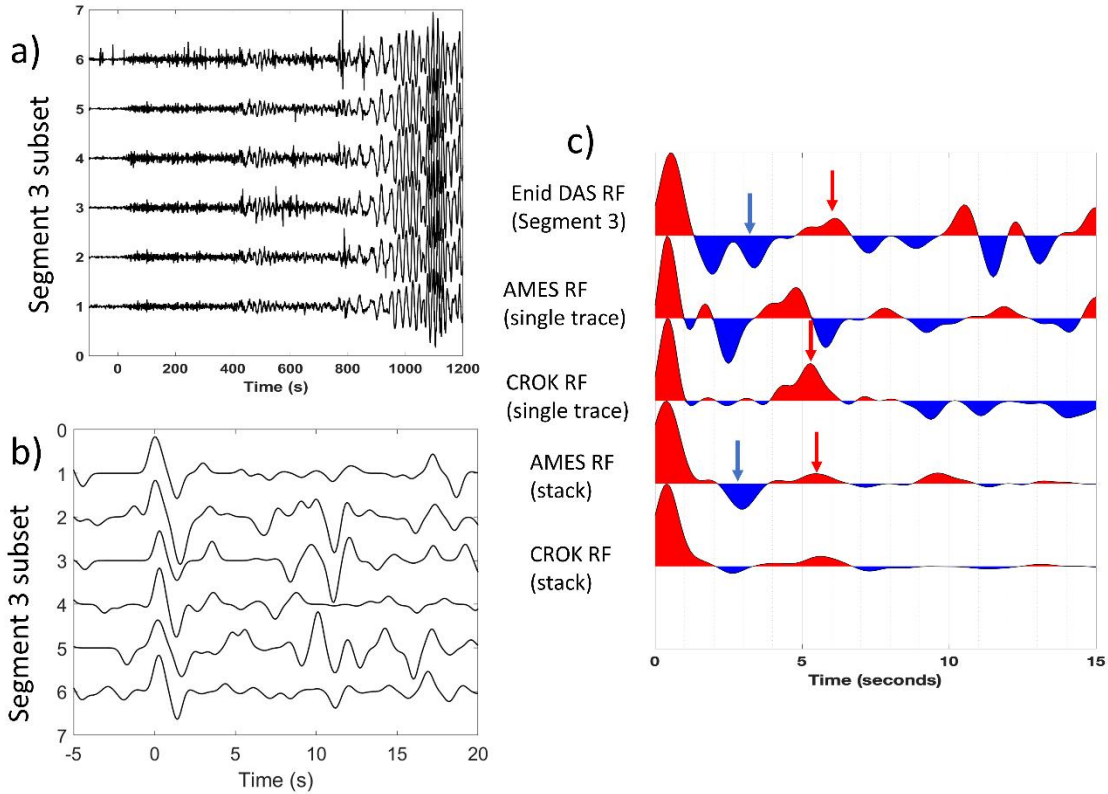 a)
Segment 3 subset
7
6
5
4
3
2
1
0
0 200 400 600 800 1000 1200
Time (s)
b)
Segment 3 subset
0
1
2
3
4
5
6
7
-5 0 5 10 15 20
Time (s)
c)
Enid DAS RF
(Segment 3)
AMES RF
(single trace)
CROK RF
(single trace)
AMES RF
(stack)
CROK RF
(stack)
0 5 10 15
Time (seconds)